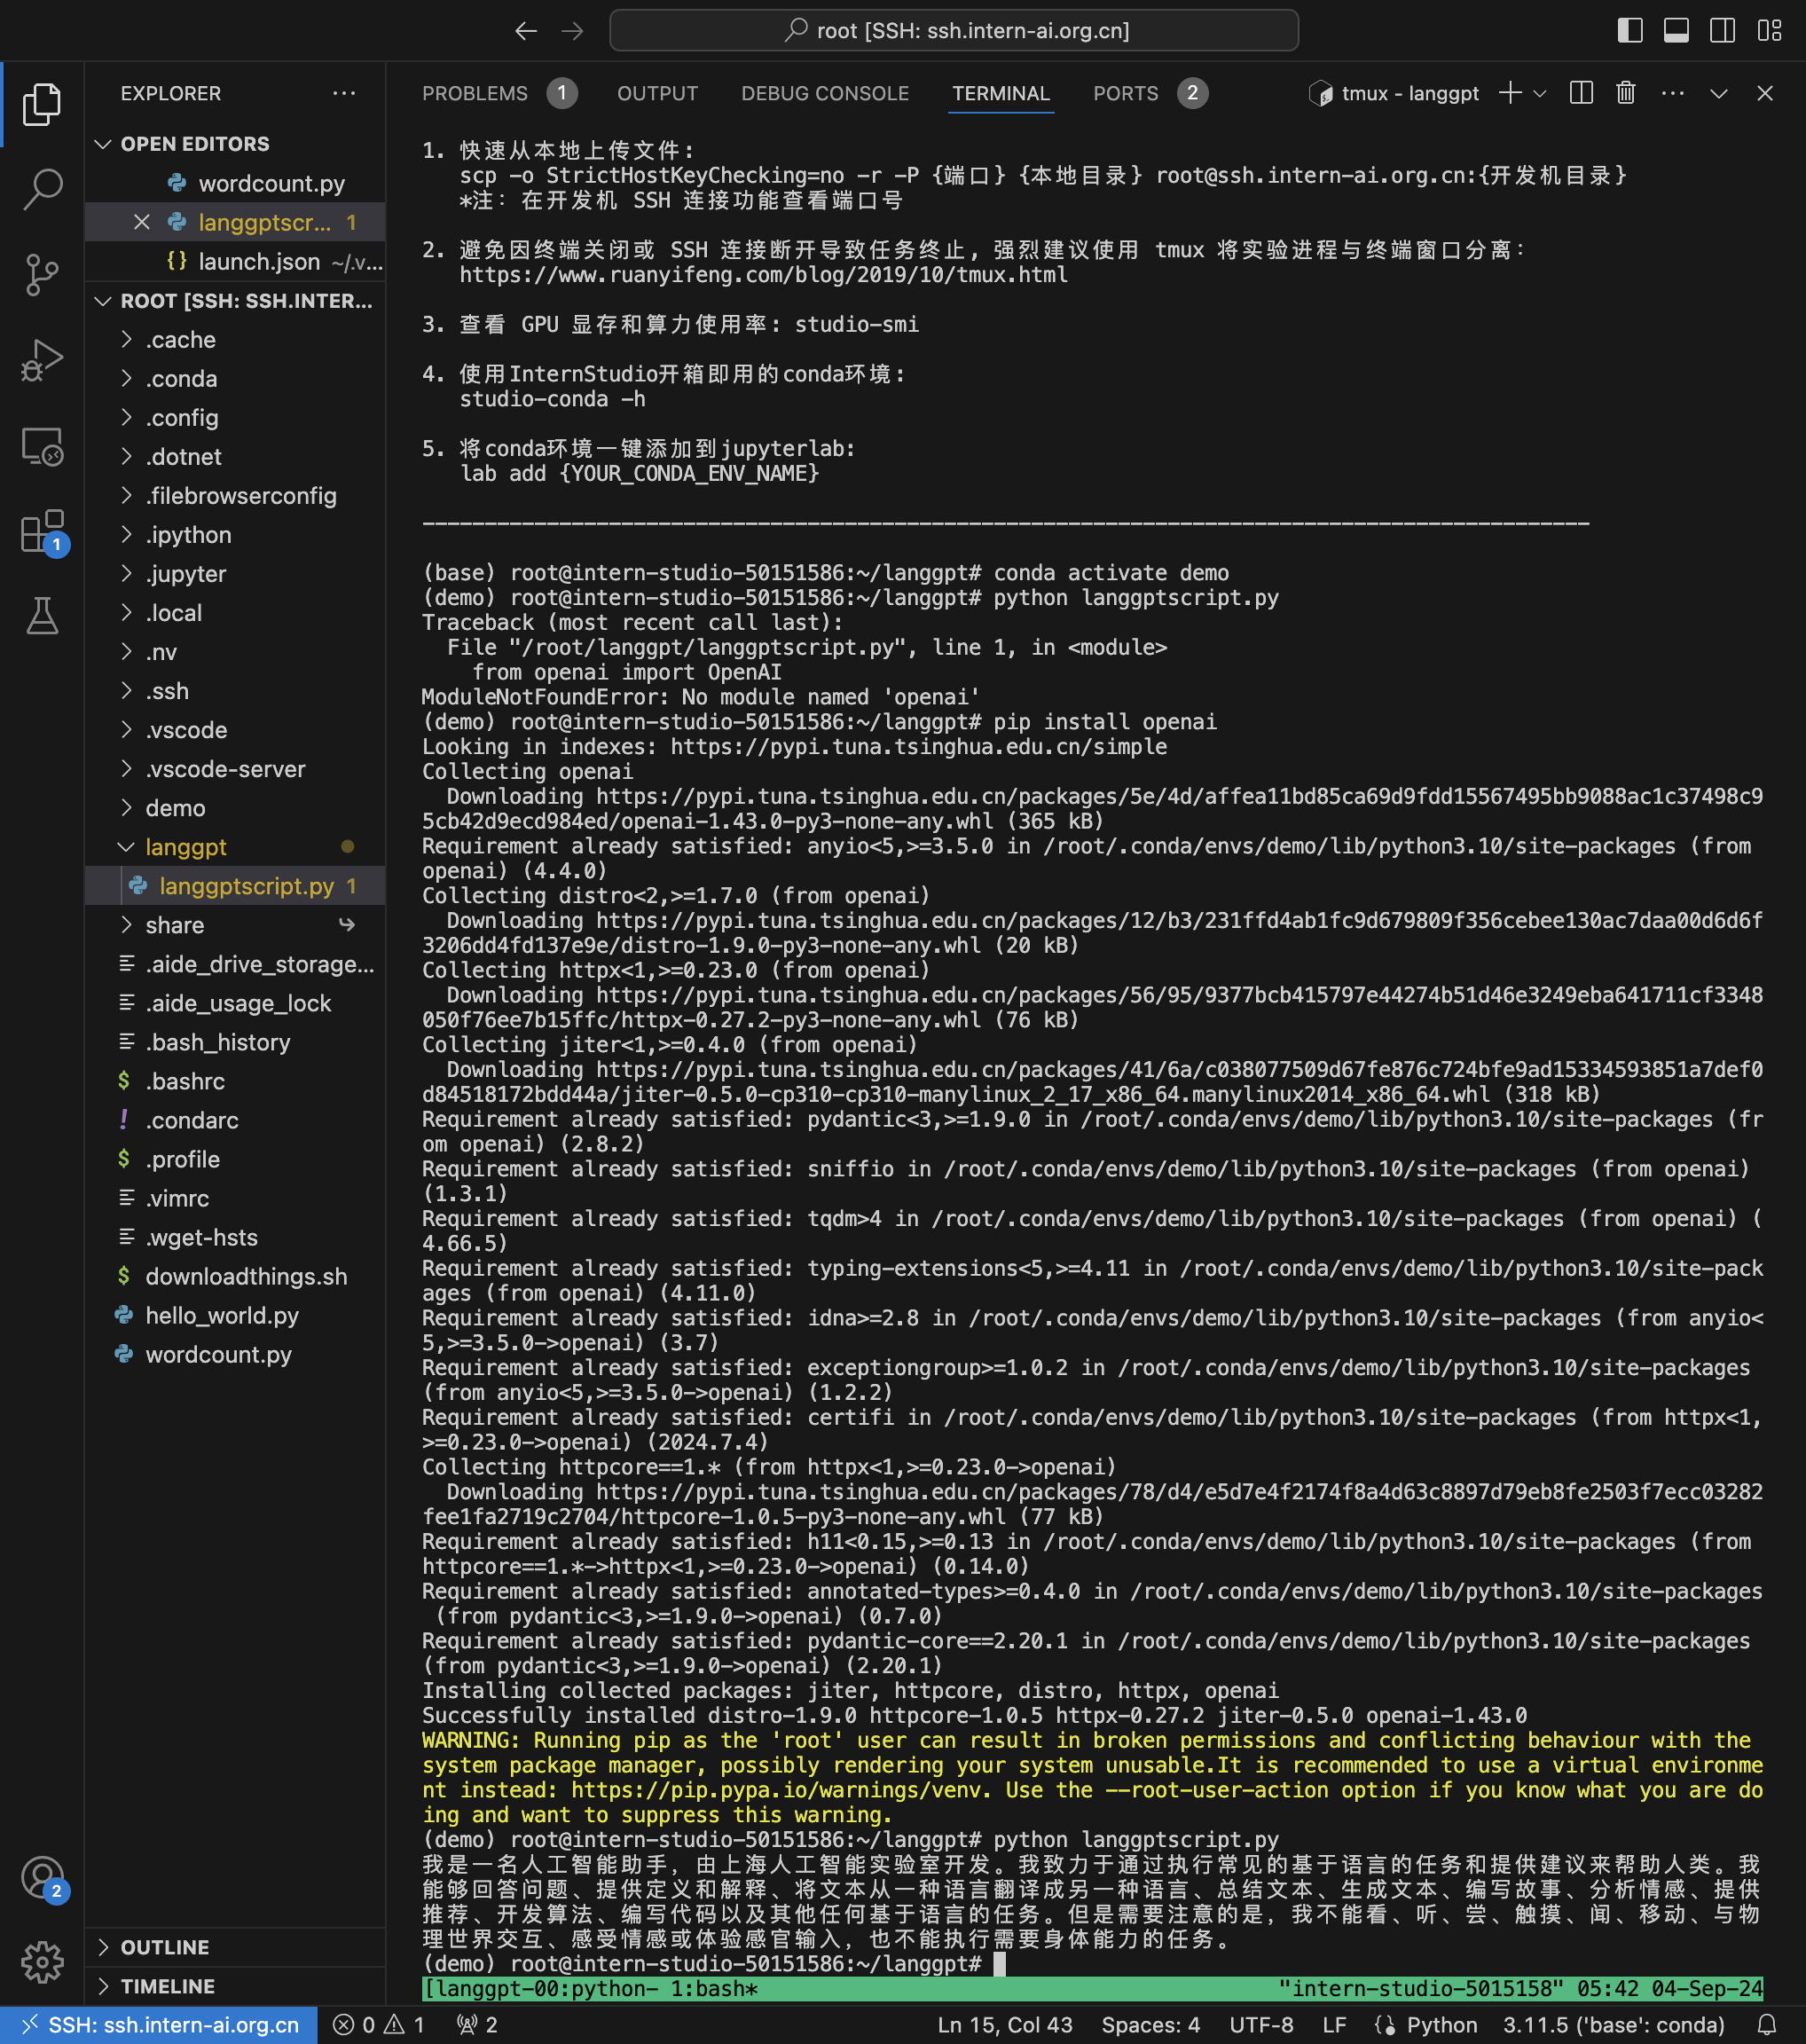 root [SSH: ssh.intern-ai.org.cn]
EXPLORER
OPEN EDITORS
wordcount.py
langgptscr... 1
launch.json ~/.v...
ROOT [SSH: SSH.INTER...
.cache
.conda
.config
.dotnet
.filebrowserconfig
.ipython
.jupyter
.local
.nv
.ssh
.vscode
.vscode-server
demo
langgpt
langgptscript.py 1
share
.aide_drive_storage...
.aide_usage_lock
.bash_history
.bashrc
.condarc
.profile
.vimrc
.wget-hsts
downloadthings.sh
hello_world.py
wordcount.py
OUTLINE
TIMELINE
1
2
PROBLEMS 1 OUTPUT DEBUG CONSOLE TERMINAL PORTS 2 tmux - langgpt
1. 快速从本地上传文件:
scp -o StrictHostKeyChecking=no -r -P {端口} {本地目录} root@ssh.intern-ai.org.cn:{开发机目录}
*注: 在开发机 SSH 连接功能查看端口号
2. 避免因终端关闭或 SSH 连接断开导致任务终止, 强烈建议使用 tmux 将实验进程与终端窗口分离:
https://www.ruanyifeng.com/blog/2019/10/tmux.html
3. 查看 GPU 显存和算力使用率: studio-smi
4. 使用InternStudio开箱即用的conda环境:
studio-conda -h
5. 将conda环境一键添加到jupyterlab:
lab add {YOUR_CONDA_ENV_NAME}
(base) root@intern-studio-50151586:~/langgpt# conda activate demo
(demo) root@intern-studio-50151586:~/langgpt# python langgptscript.py
Traceback (most recent call last):
File "/root/langgpt/langgptscript.py", line 1, in <module>
from openai import OpenAI
ModuleNotFoundError: No module named 'openai'
(demo) root@intern-studio-50151586:~/langgpt# pip install openai
Looking in indexes: https://pypi.tuna.tsinghua.edu.cn/simple
Collecting openai
Downloading https://pypi.tuna.tsinghua.edu.cn/packages/5e/4d/affea11bd85ca69d9fdd15567495bb9088ac1c37498c9
5cb42d9ecd984ed/openai-1.43.0-py3-none-any.whl (365 kB)
Requirement already satisfied: anyio<5,>=3.5.0 in /root/.conda/envs/demo/lib/python3.10/site-packages (from
openai) (4.4.0)
Collecting distro<2,>=1.7.0 (from openai)
Downloading https://pypi.tuna.tsinghua.edu.cn/packages/12/b3/231ffd4ab1fc9d679809f356cebee130ac7daa00d6d6f
3206dd4fd137e9e/distro-1.9.0-py3-none-any.whl (20 kB)
Collecting httpx<1,>=0.23.0 (from openai)
Downloading https://pypi.tuna.tsinghua.edu.cn/packages/56/95/9377bcb415797e44274b51d46e3249eba641711cf3348
050f76ee7b15ffc/httpx-0.27.2-py3-none-any.whl (76 kB)
Collecting jiter<1,>=0.4.0 (from openai)
Downloading https://pypi.tuna.tsinghua.edu.cn/packages/41/6a/c038077509d67fe876c724bfe9ad15334593851a7def0
d84518172bdd44a/jiter-0.5.0-cp310-cp310-manylinux_2_17_x86_64.manylinux2014_x86_64.whl (318 kB)
Requirement already satisfied: pydantic<3,>=1.9.0 in /root/.conda/envs/demo/lib/python3.10/site-packages (fr
om openai) (2.8.2)
Requirement already satisfied: sniffio in /root/.conda/envs/demo/lib/python3.10/site-packages (from openai)
(1.3.1)
Requirement already satisfied: tqdm>4 in /root/.conda/envs/demo/lib/python3.10/site-packages (from openai) (
4.66.5)
Requirement already satisfied: typing-extensions<5,>=4.11 in /root/.conda/envs/demo/lib/python3.10/site-pack
ages (from openai) (4.11.0)
Requirement already satisfied: idna>=2.8 in /root/.conda/envs/demo/lib/python3.10/site-packages (from anyio<
5,>=3.5.0->openai) (3.7)
Requirement already satisfied: exceptiongroup>=1.0.2 in /root/.conda/envs/demo/lib/python3.10/site-packages
(from anyio<5,>=3.5.0->openai) (1.2.2)
Requirement already satisfied: certifi in /root/.conda/envs/demo/lib/python3.10/site-packages (from httpx<1,
>=0.23.0->openai) (2024.7.4)
Collecting httpcore==1.* (from httpx<1,>=0.23.0->openai)
Downloading https://pypi.tuna.tsinghua.edu.cn/packages/78/d4/e5d7e4f2174f8a4d63c8897d79eb8fe2503f7ecc03282
fee1fa2719c2704/httpcore-1.0.5-py3-none-any.whl (77 kB)
Requirement already satisfied: h11<0.15,>=0.13 in /root/.conda/envs/demo/lib/python3.10/site-packages (from
httpcore==1.*->httpx<1,>=0.23.0->openai) (0.14.0)
Requirement already satisfied: annotated-types>=0.4.0 in /root/.conda/envs/demo/lib/python3.10/site-packages
(from pydantic<3,>=1.9.0->openai) (0.7.0)
Requirement already satisfied: pydantic-core==2.20.1 in /root/.conda/envs/demo/lib/python3.10/site-packages
(from pydantic<3,>=1.9.0->openai) (2.20.1)
Installing collected packages: jiter, httpcore, distro, httpx, openai
Successfully installed distro-1.9.0 httpcore-1.0.5 httpx-0.27.2 jiter-0.5.0 openai-1.43.0
WARNING: Running pip as the 'root' user can result in broken permissions and conflicting behaviour with the
system package manager, possibly rendering your system unusable.It is recommended to use a virtual environme
nt instead: https://pip.pypa.io/warnings/venv. Use the --root-user-action option if you know what you are do
ing and want to suppress this warning.
(demo) root@intern-studio-50151586:~/langgpt# python langgptscript.py
我是一名人工智能助手，由上海人工智能实验室开发。我致力于通过执行常见的基于语言的任务和提供建议来帮助人类。我
能够回答问题、提供定义和解释、将文本从一种语言翻译成另一种语言、总结文本、生成文本、编写故事、分析情感、提供
推荐、开发算法、编写代码以及其他任何基于语言的任务。但是需要注意的是，我不能看、听、尝、触摸、闻、移动、与物
理世界交互、感受情感或体验感官输入，也不能执行需要身体能力的任务。
(demo) root@intern-studio-50151586:~/langgpt#
[langgpt-00:python- 1:bash* "intern-studio-5015158" 05:42 04-Sep-24
SSH: ssh.intern-ai.org.cn 0 1 2 Ln 15, Col 43 Spaces: 4 UTF-8 LF Python 3.11.5 ('base': conda)